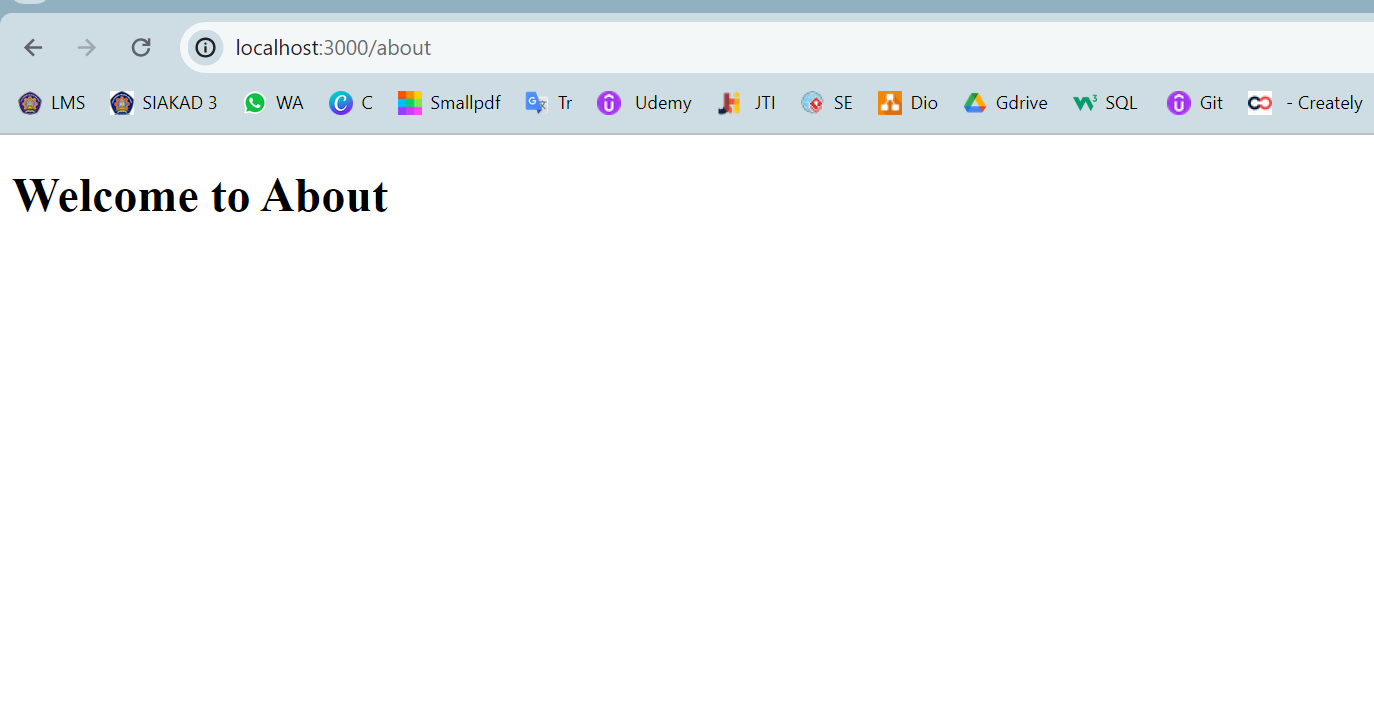 localhost:3000/about
LMS SIAKAD 3 WA C Smallpdf Tr Udemy JTI SE Dio Gdrive SQL Git - Creately
Welcome to About